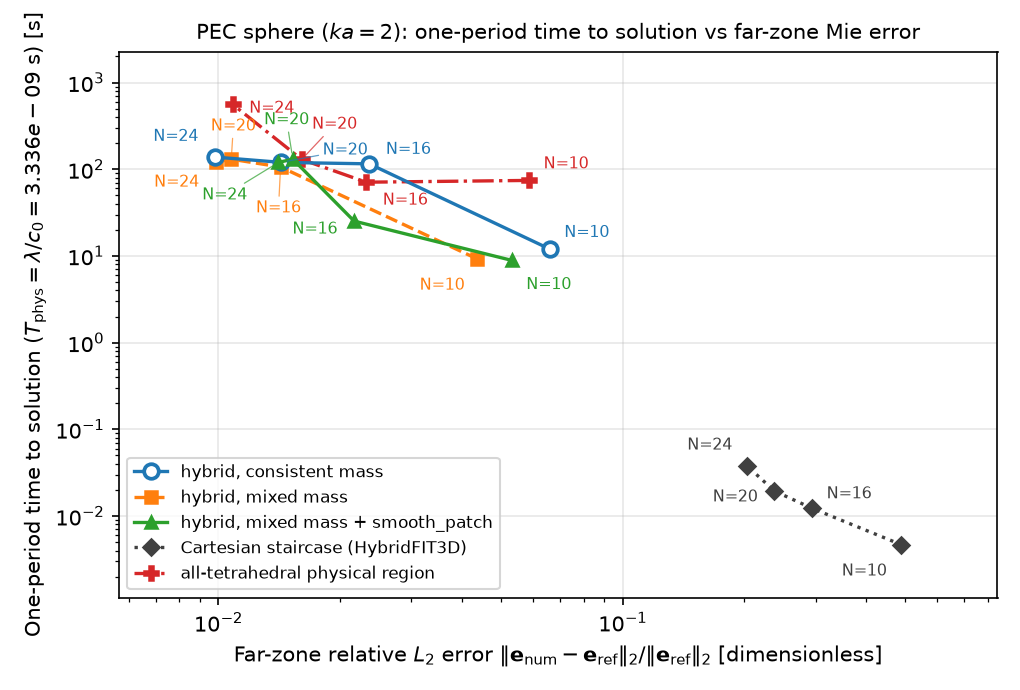 PEC sphere (ka = 2): one-period time to solution vs far-zone Mie error
One-period time to solution (T_phys = λ/c_0 = 3.336e − 09 s) [s]
10^3
10^2
10^1
10^0
10^−1
10^−2
N=24
N=20
N=24
N=20
N=20
N=20
N=16
N=24
N=24
N=16
N=16
N=16
N=10
N=10
N=10
N=10
N=24
N=20
N=16
N=10
hybrid, consistent mass
hybrid, mixed mass
hybrid, mixed mass + smooth_patch
Cartesian staircase (HybridFIT3D)
all-tetrahedral physical region
10^−2
10^−1
Far-zone relative L_2 error ‖e_num − e_ref‖_2/‖e_ref‖_2 [dimensionless]